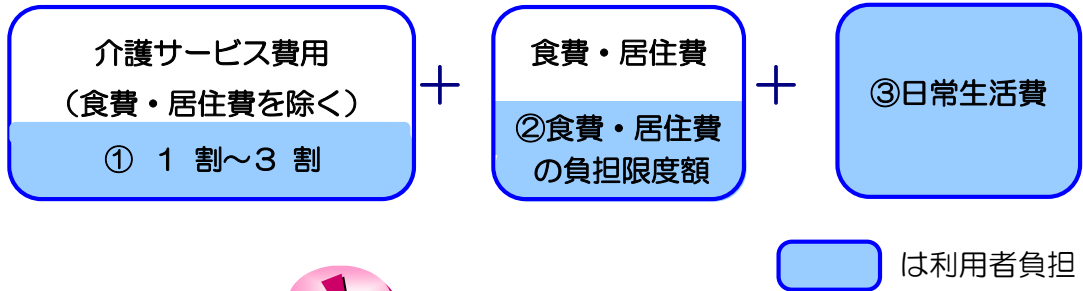 介護サービス費用
（食費・居住費を除く）
① １ 割～３ 割
＋
食費・居住費
②食費・居住費
の負担限度額
＋
③日常生活費
は利用者負担